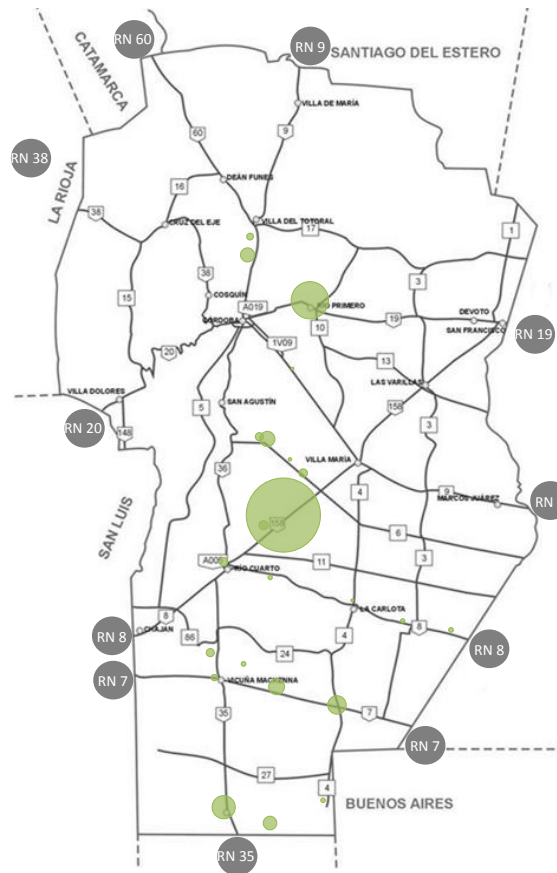 RN 60
RN 9
SANTIAGO DEL ESTERO
CATAMARCA
VILLA DE MARÍA
60
9
RN 38
LA RIOJA
DEÁN FUNES
16
38
CRUZ DEL EJE
VILLA DEL TOTORAL
17
1
38
3
15
COSQUÍN
A019
RÍO PRIMERO
CÓRDOBA
10
19
DEVOTO
SAN FRANCISCO
RN 19
1V09
20
13
LAS VARILLAS
VILLA DOLORES
5
SAN AGUSTÍN
158
RN 20
148
3
36
VILLA MARÍA
4
9
MARCOS JUÁREZ
RN
SAN LUIS
158
6
A005
RÍO CUARTO
11
3
LA CARLOTA
8
CHAJÁN
8
RN 8
86
24
4
RN 8
RN 7
VICUÑA MACKENNA
35
7
RN 7
27
4
BUENOS AIRES
RN 35